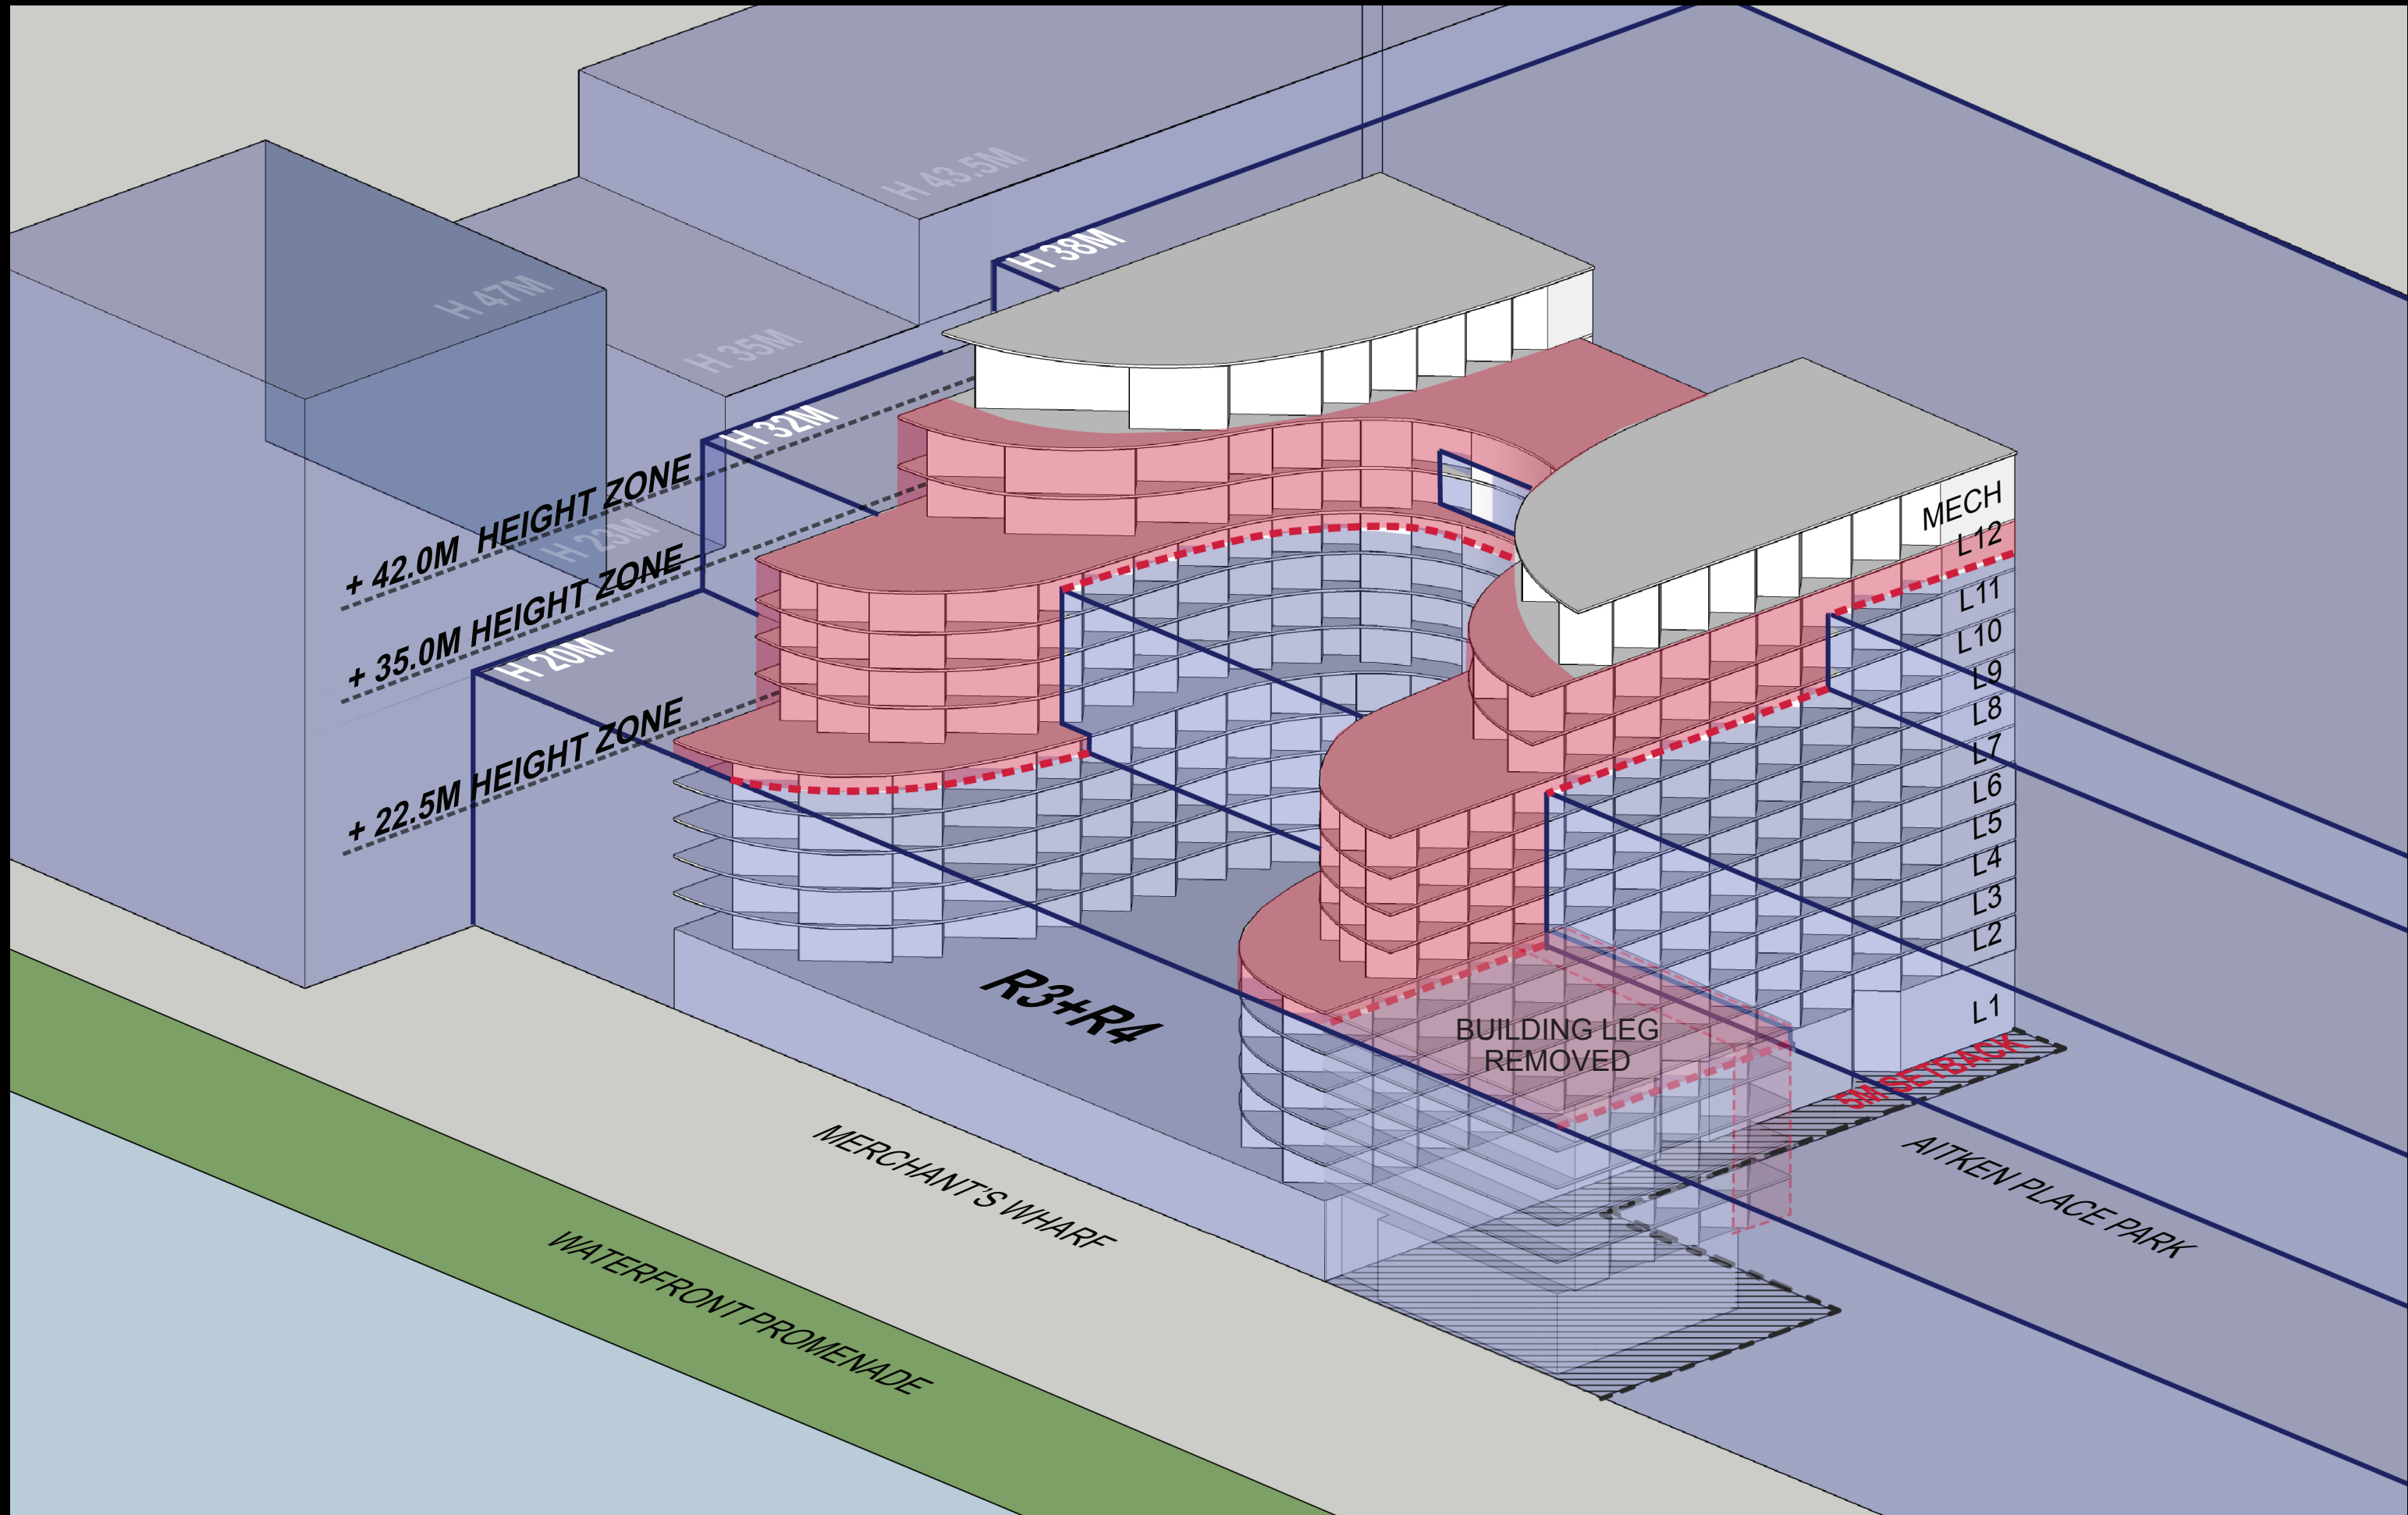 H 43.5M
H 38M
H 47M
H 35M
H 32M
+ 42.0M HEIGHT ZONE
H 23M
+ 35.0M HEIGHT ZONE
H 20M
+ 22.5M HEIGHT ZONE
MECH
L12
L11
L10
L9
L8
L7
L6
L5
L4
L3
L2
L1
R3+R4
BUILDING LEG
REMOVED
5M SETBACK
AITKEN PLACE PARK
MERCHANT'S WHARF
WATERFRONT PROMENADE